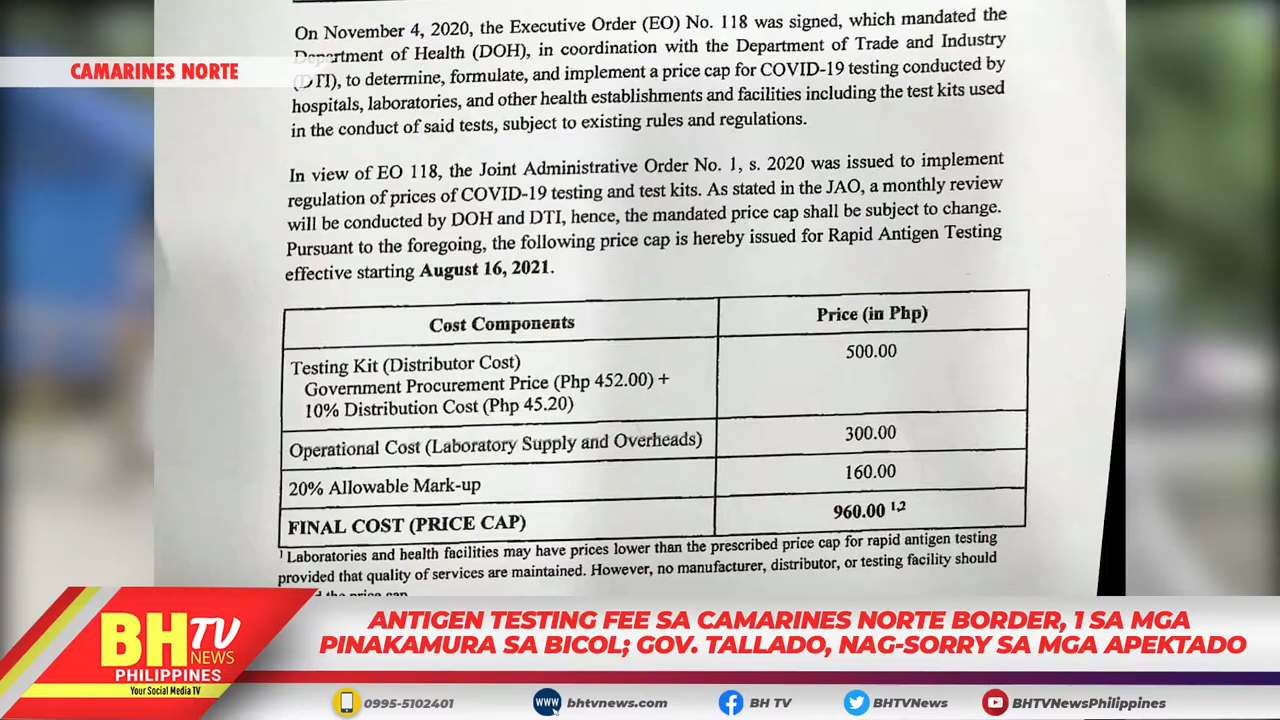 CAMARINES NORTE
On November 4, 2020, the Executive Order (EO) No. 118 was signed, which mandated the
Department of Health (DOH), in coordination with the Department of Trade and Industry
(DTI), to determine, formulate, and implement a price cap for COVID-19 testing conducted by
hospitals, laboratories, and other health establishments and facilities including the test kits used
in the conduct of said tests, subject to existing rules and regulations.
In view of EO 118, the Joint Administrative Order No. 1, s. 2020 was issued to implement
regulation of prices of COVID-19 testing and test kits. As stated in the JAO, a monthly review
will be conducted by DOH and DTI, hence, the mandated price cap shall be subject to change.
Pursuant to the foregoing, the following price cap is hereby issued for Rapid Antigen Testing
effective starting August 16, 2021.
Cost Components Price (in Php)
Testing Kit (Distributor Cost) 500.00
Government Procurement Price (Php 452.00) +
10% Distribution Cost (Php 45.20)
Operational Cost (Laboratory Supply and Overheads) 300.00
20% Allowable Mark-up 160.00
FINAL COST (PRICE CAP) 960.00 1,2
1 Laboratories and health facilities may have prices lower than the prescribed price cap for rapid antigen testing
provided that quality of services are maintained. However, no manufacturer, distributor, or testing facility should
the price cap
ANTIGEN TESTING FEE SA CAMARINES NORTE BORDER, 1 SA MGA
PINAKAMURA SA BICOL; GOV. TALLADO, NAG-SORRY SA MGA APEKTADO
BH TV
NEWS
PHILIPPINES
Your Social Media TV
0995-5102401
www bhtvnews.com
BH TV
BHTVNews
BHTVNewsPhilippines